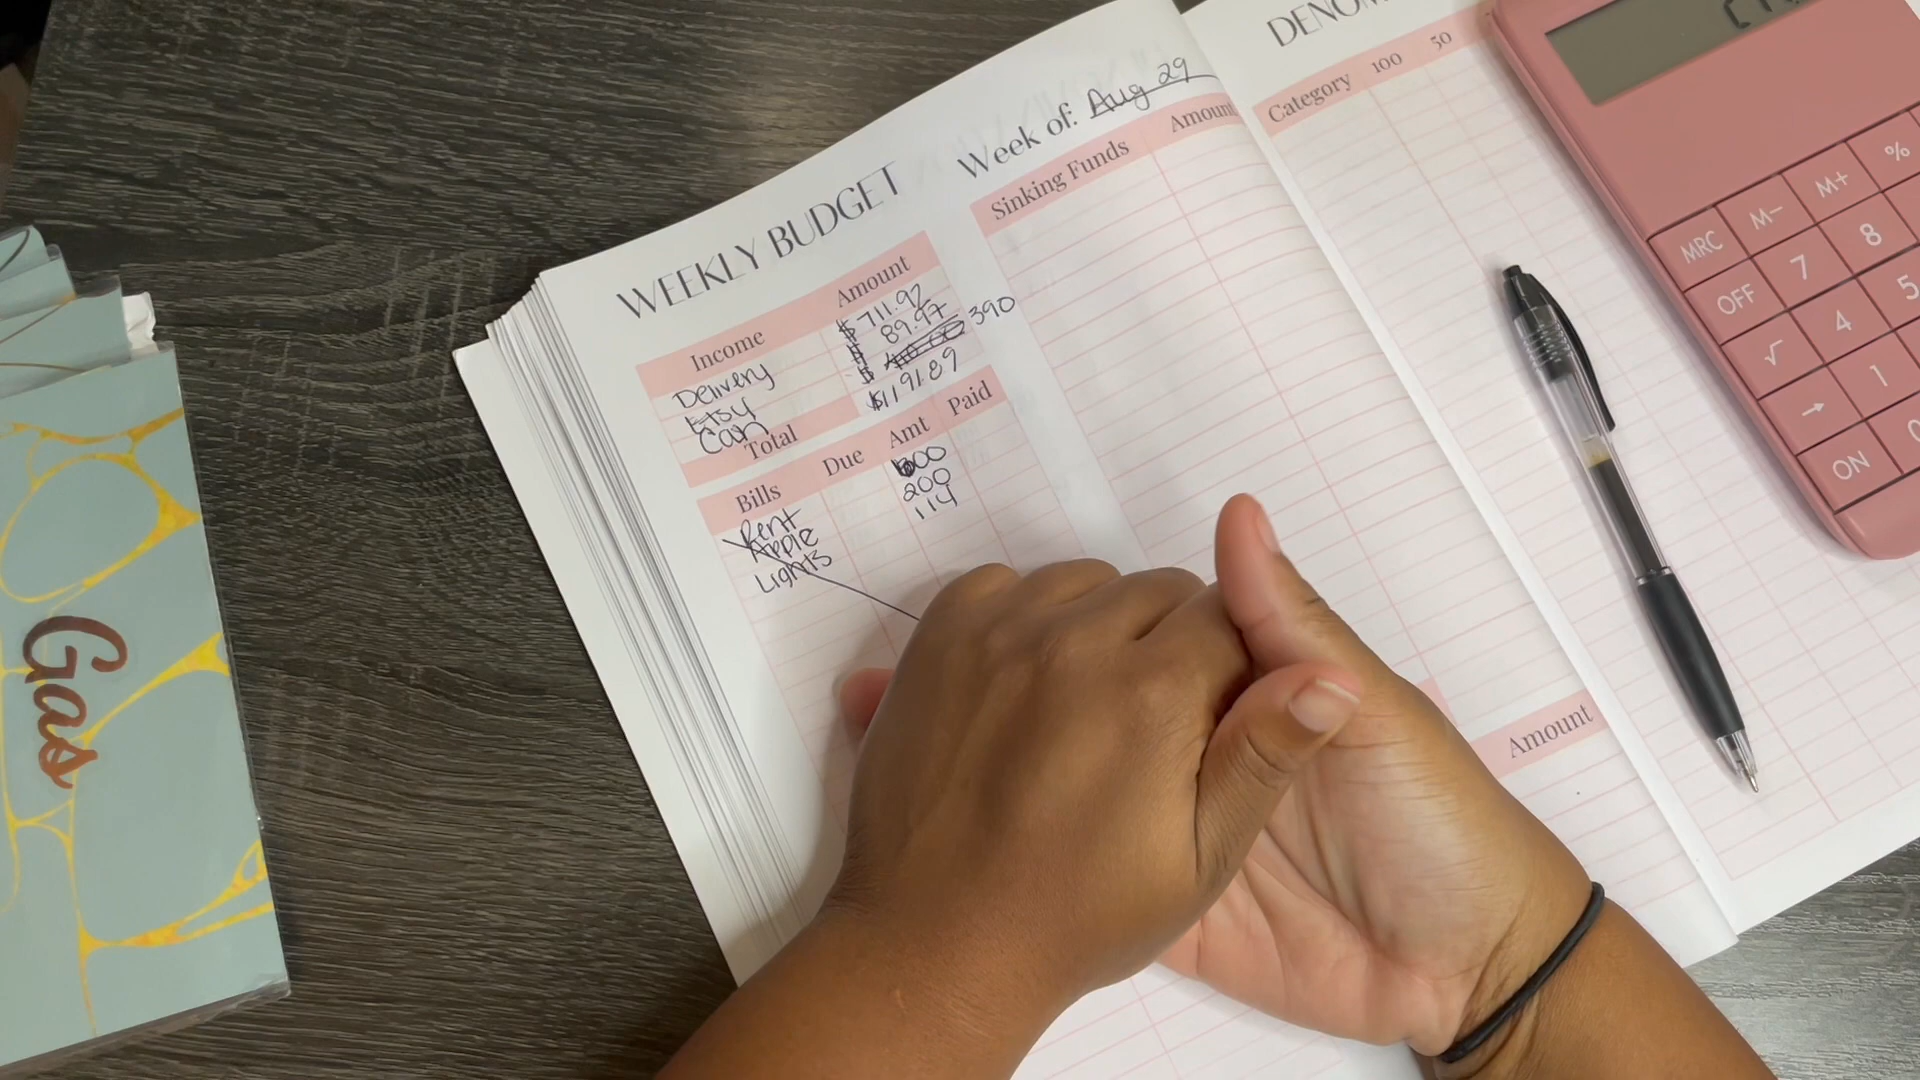 WEEKLY BUDGET
Week of: Aug 29
Income Amount
Delivery $ 711.92
Etsy $ 89.97
Cash $ 390
Total $1191.89
Bills Due Amt Paid
Rent 00
Apple 200
Lights 114
Sinking Funds Amount
Amount
Category 100 50
Gas
MRC M- M+ %
OFF 7 8
√ 4 5
→ 1
ON 0